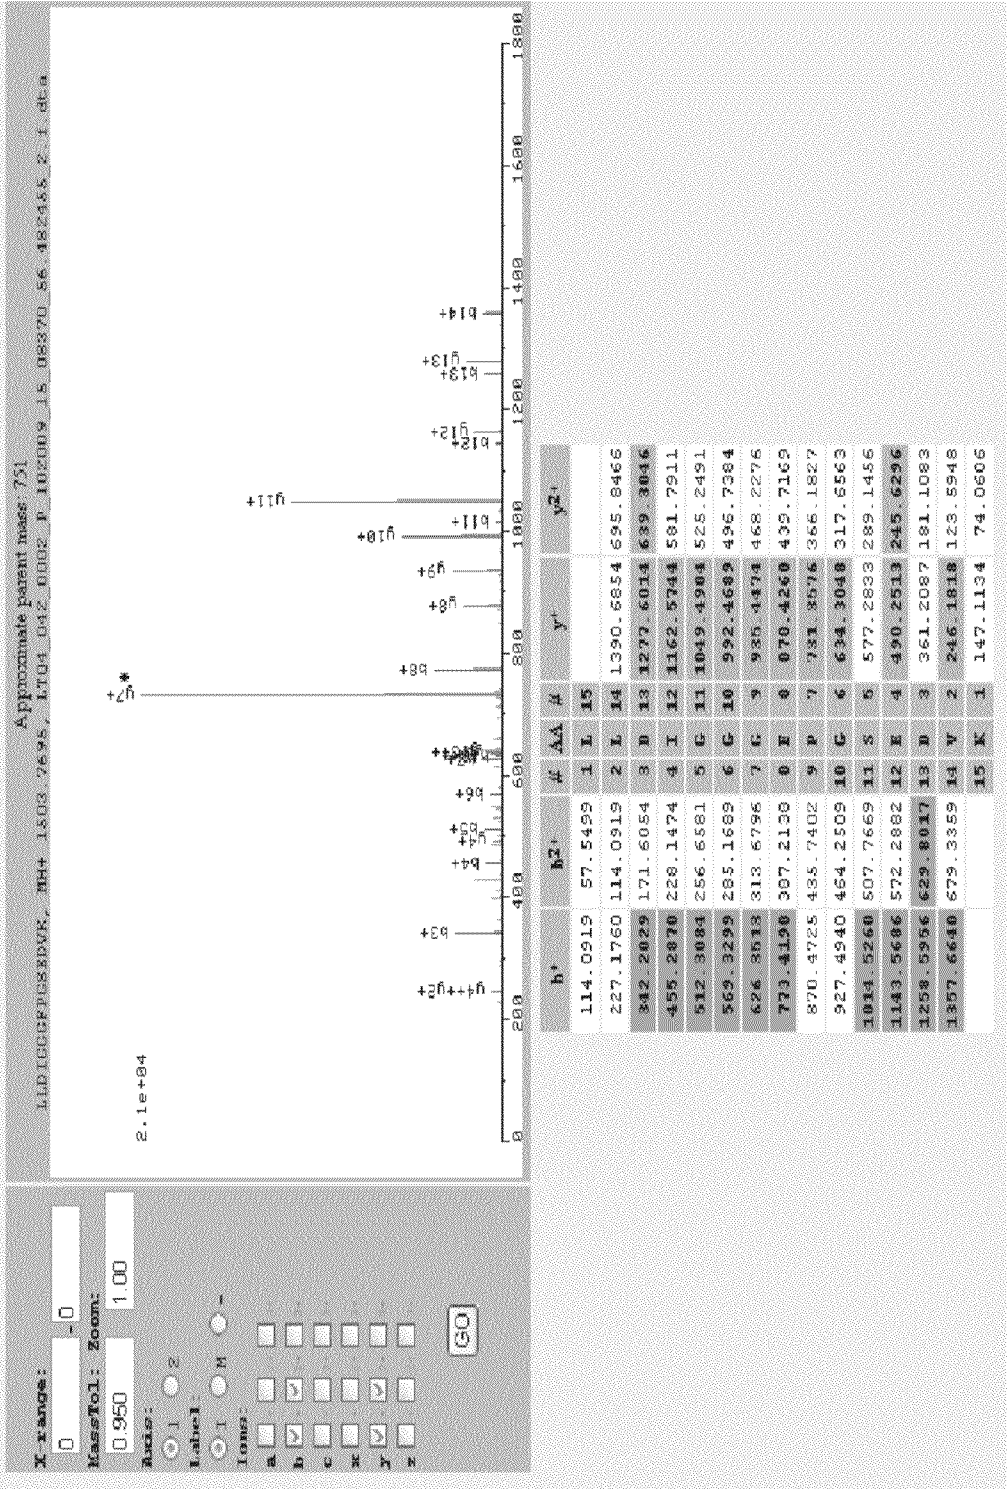 X-range:
0 - 0
MassTol: Zoom:
0.950 1.00
Axis:
1 2
Label:
1 M -
Ions:
a
b
c
x
y
z
GO
Approximate parent mass: 751
LLDIGGGFPGSEDVK, MH+ 1503.7695,
2.1e+04
y4++y2+
b3+
b4+
b6+
y7+ *
b8+
y8+
y9+
y10+
b11+
y11+
b12+
y12+
b13+
y13+
b14+
0 200 400 600 800 1000 1200 1400 1600 1800
b+ b2+ # AA # y+ y2+
114.0919 57.5499 1 L 15
227.1760 114.0919 2 L 14 1390.6854 695.8466
342.2029 171.6054 3 D 13 1277.6014 639.3046
455.2870 228.1474 4 I 12 1162.5744 581.7911
512.3084 256.6581 5 G 11 1049.4904 525.2491
569.3299 285.1689 6 G 10 992.4689 496.7384
626.3513 313.6796 7 G 9 935.4474 468.2276
773.4198 387.2138 8 F 8 878.4260 439.7169
870.4725 435.7402 9 P 7 731.3576 366.1827
927.4940 464.2509 10 G 6 634.3048 317.6563
1014.5260 507.7669 11 S 5 577.2833 289.1456
1143.5686 572.2882 12 E 4 490.2513 245.6296
1258.5956 629.8017 13 D 3 361.2087 181.1083
1357.6640 679.3359 14 V 2 246.1818 123.5948
15 K 1 147.1134 74.0606